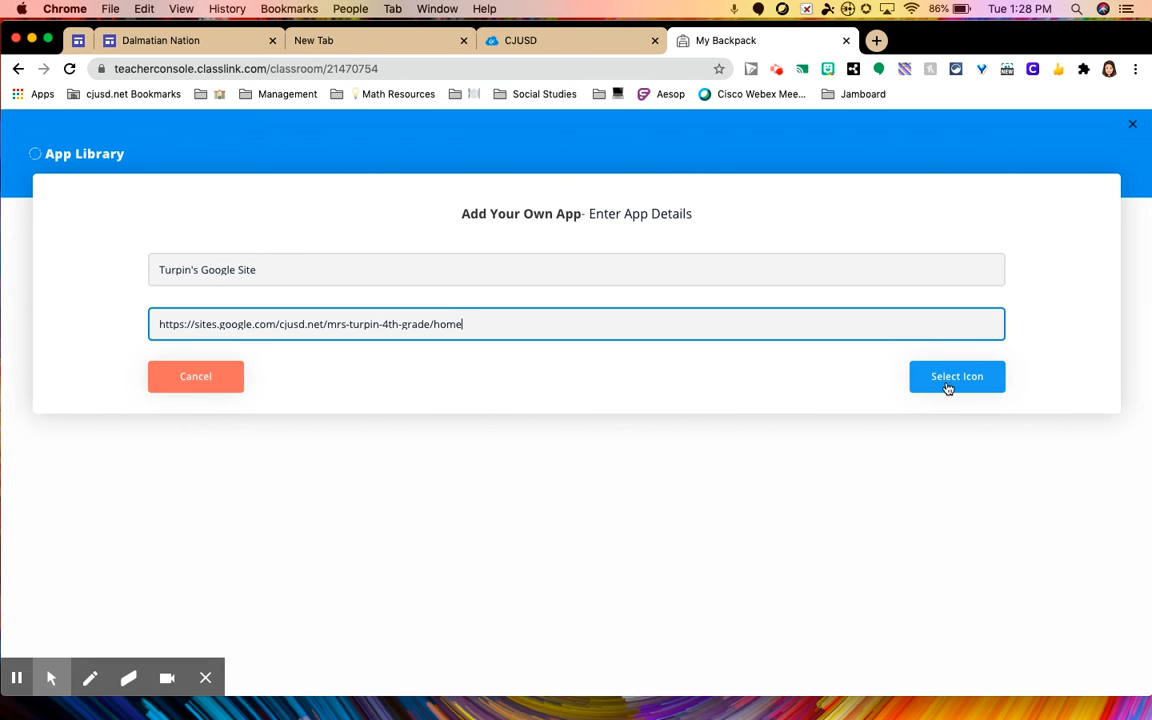 Chrome File Edit View History Bookmarks People Tab Window Help 86% Tue 1:28 PM
Dalmatian Nation New Tab CJUSD My Backpack
teacherconsole.classlink.com/classroom/21470754
Apps cjusd.net Bookmarks Management Math Resources Social Studies Aesop Cisco Webex Mee... Jamboard
App Library
Add Your Own App- Enter App Details
Turpin's Google Site
https://sites.google.com/cjusd.net/mrs-turpin-4th-grade/home
Cancel Select Icon